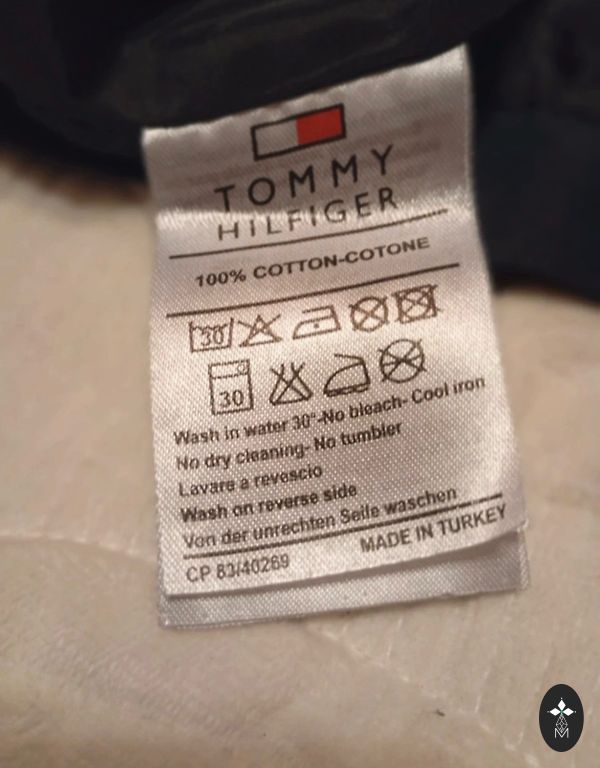 TOMMY
HILFIGER
100% COTTON-COTONE
30
30
Wash in water 30°-No bleach- Cool iron
No dry cleaning- No tumbler
Lavare a revescio
Wash on reverse side
Von der unrechten Seile waschen
MADE IN TURKEY
CP 83/40269
M